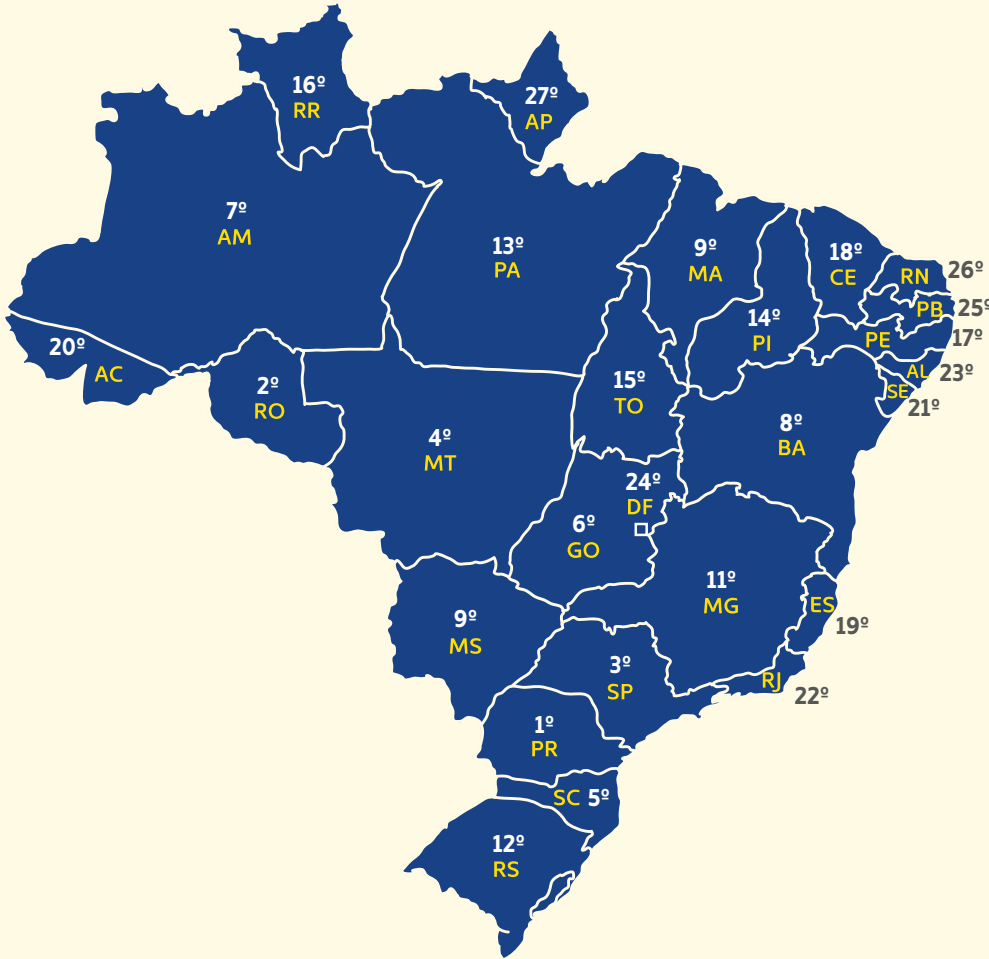 16º
RR
27º
AP
7º
AM
13º
PA
9º
MA
18º
CE
RN
26º
PB
25º
14º
PI
PE
17º
20º
AC
2º
RO
15º
TO
AL
23º
SE
21º
8º
BA
4º
MT
24º
DF
6º
GO
11º
MG
ES
19º
9º
MS
3º
SP
RJ
22º
1º
PR
SC 5º
12º
RS